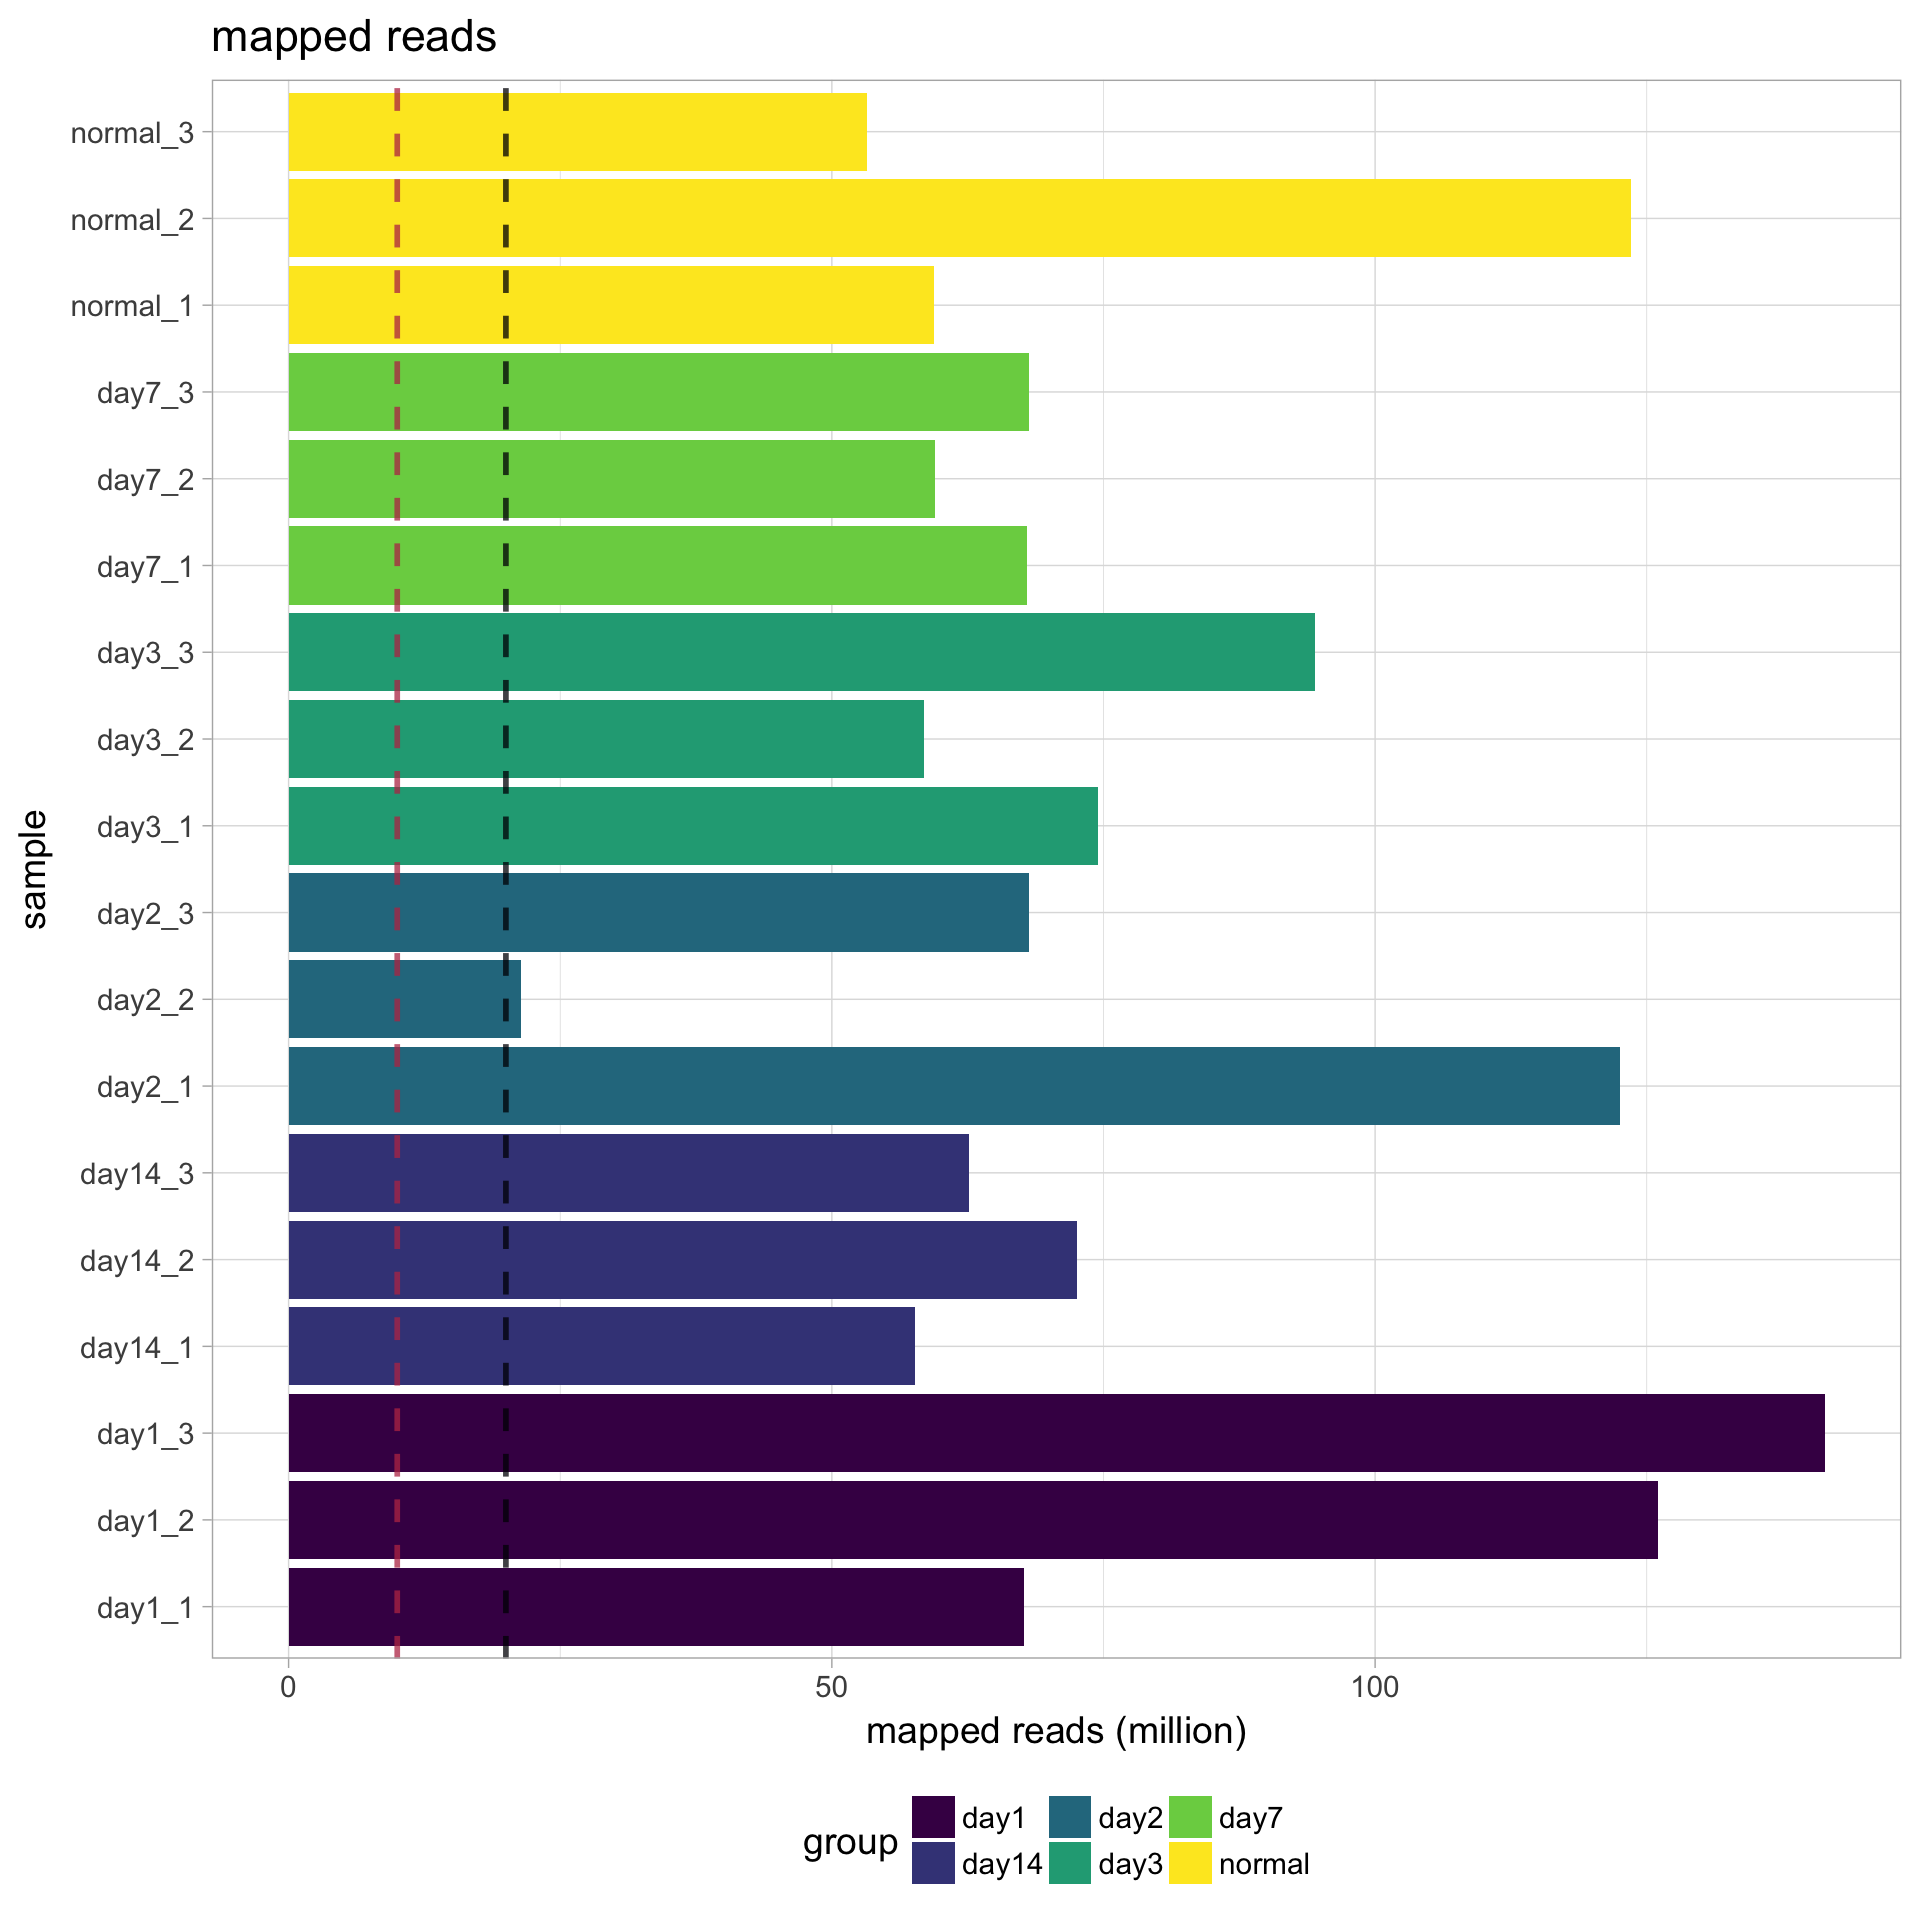 mapped reads
normal_3
normal_2
normal_1
day7_3
day7_2
day7_1
day3_3
day3_2
day3_1
day2_3
day2_2
day2_1
day14_3
day14_2
day14_1
day1_3
day1_2
day1_1
sample
0 50 100
mapped reads (million)
group
day1 day2 day7
day14 day3 normal